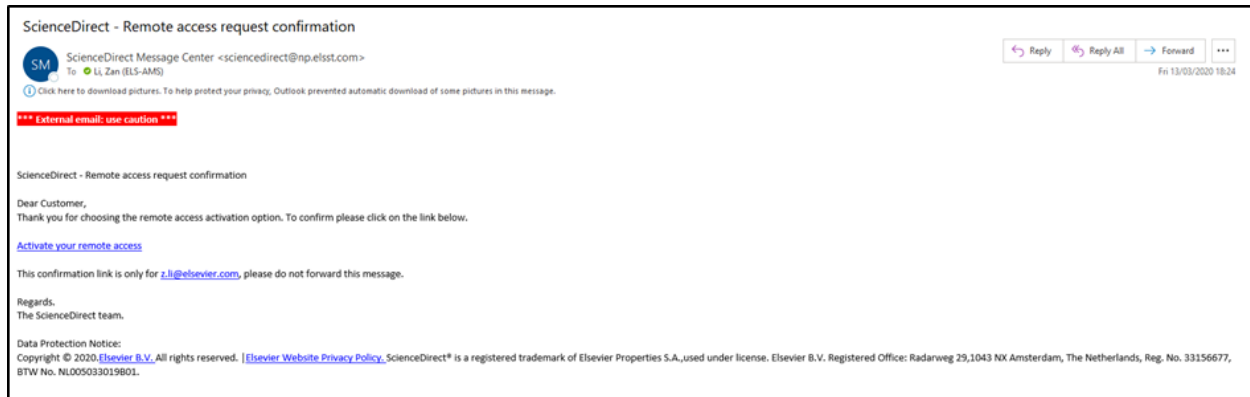 ScienceDirect - Remote access request confirmation
SM
ScienceDirect Message Center <sciencedirect@np.elsst.com>
To Li, Zan (ELS-AMS)
Reply
Reply All
Forward
...
Fri 13/03/2020 18:24
Click here to download pictures. To help protect your privacy, Outlook prevented automatic download of some pictures in this message.
*** External email: use caution ***
ScienceDirect - Remote access request confirmation
Dear Customer,
Thank you for choosing the remote access activation option. To confirm please click on the link below.
Activate your remote access
This confirmation link is only for z.li@elsevier.com, please do not forward this message.
Regards.
The ScienceDirect team.
Data Protection Notice:
Copyright © 2020.Elsevier B.V. All rights reserved. |Elsevier Website Privacy Policy. ScienceDirect® is a registered trademark of Elsevier Properties S.A.,used under license. Elsevier B.V. Registered Office: Radarweg 29,1043 NX Amsterdam, The Netherlands, Reg. No. 33156677,
BTW No. NL005033019B01.